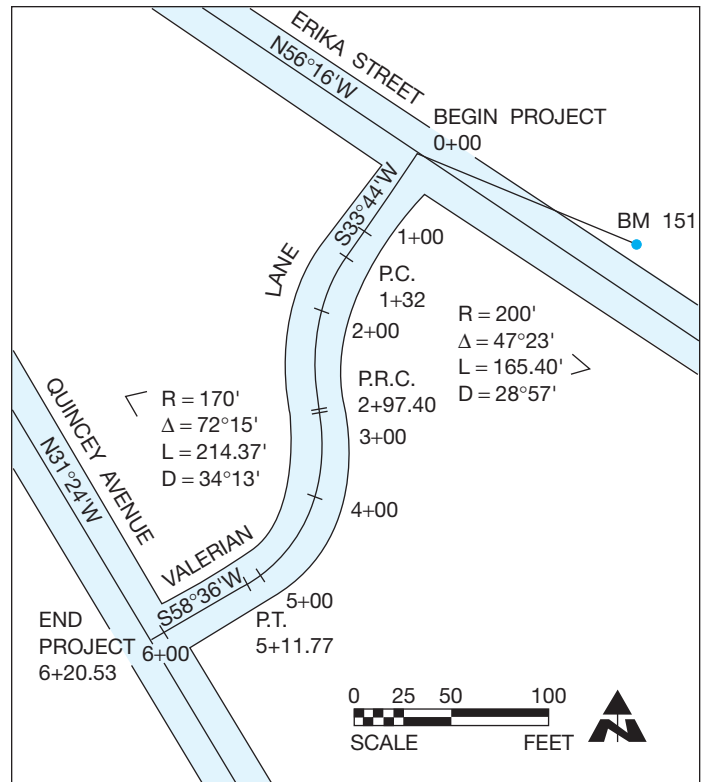 ERIKA STREET
N56°16'W
BEGIN PROJECT
0+00
BM 151
S33°44'W
1+00
LANE
P.C.
1+32
2+00
R = 200'
Δ = 47°23'
L = 165.40'
D = 28°57'
P.R.C.
2+97.40
3+00
R = 170'
Δ = 72°15'
L = 214.37'
D = 34°13'
QUINCEY AVENUE
N31°24'W
4+00
VALERIAN
S58°36'W
5+00
P.T.
5+11.77
END
PROJECT
6+20.53
6+00
0 25 50 100
SCALE FEET
N